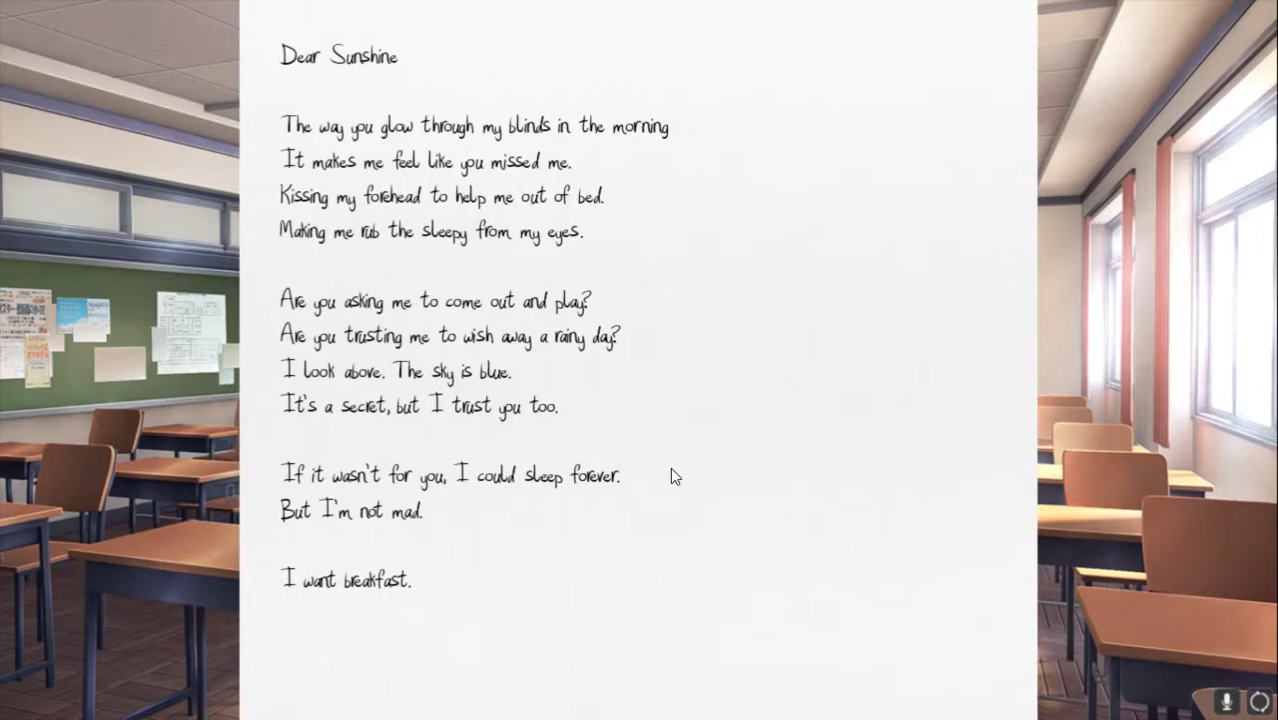 Dear Sunshine
The way you glow through my blinds in the morning
It makes me feel like you missed me.
Kissing my forehead to help me out of bed.
Making me rub the sleepy from my eyes.
Are you asking me to come out and play?
Are you trusting me to wish away a rainy day?
I look above. The sky is blue.
It's a secret, but I trust you too.
If it wasn't for you, I could sleep forever.
But I'm not mad.
I want breakfast.